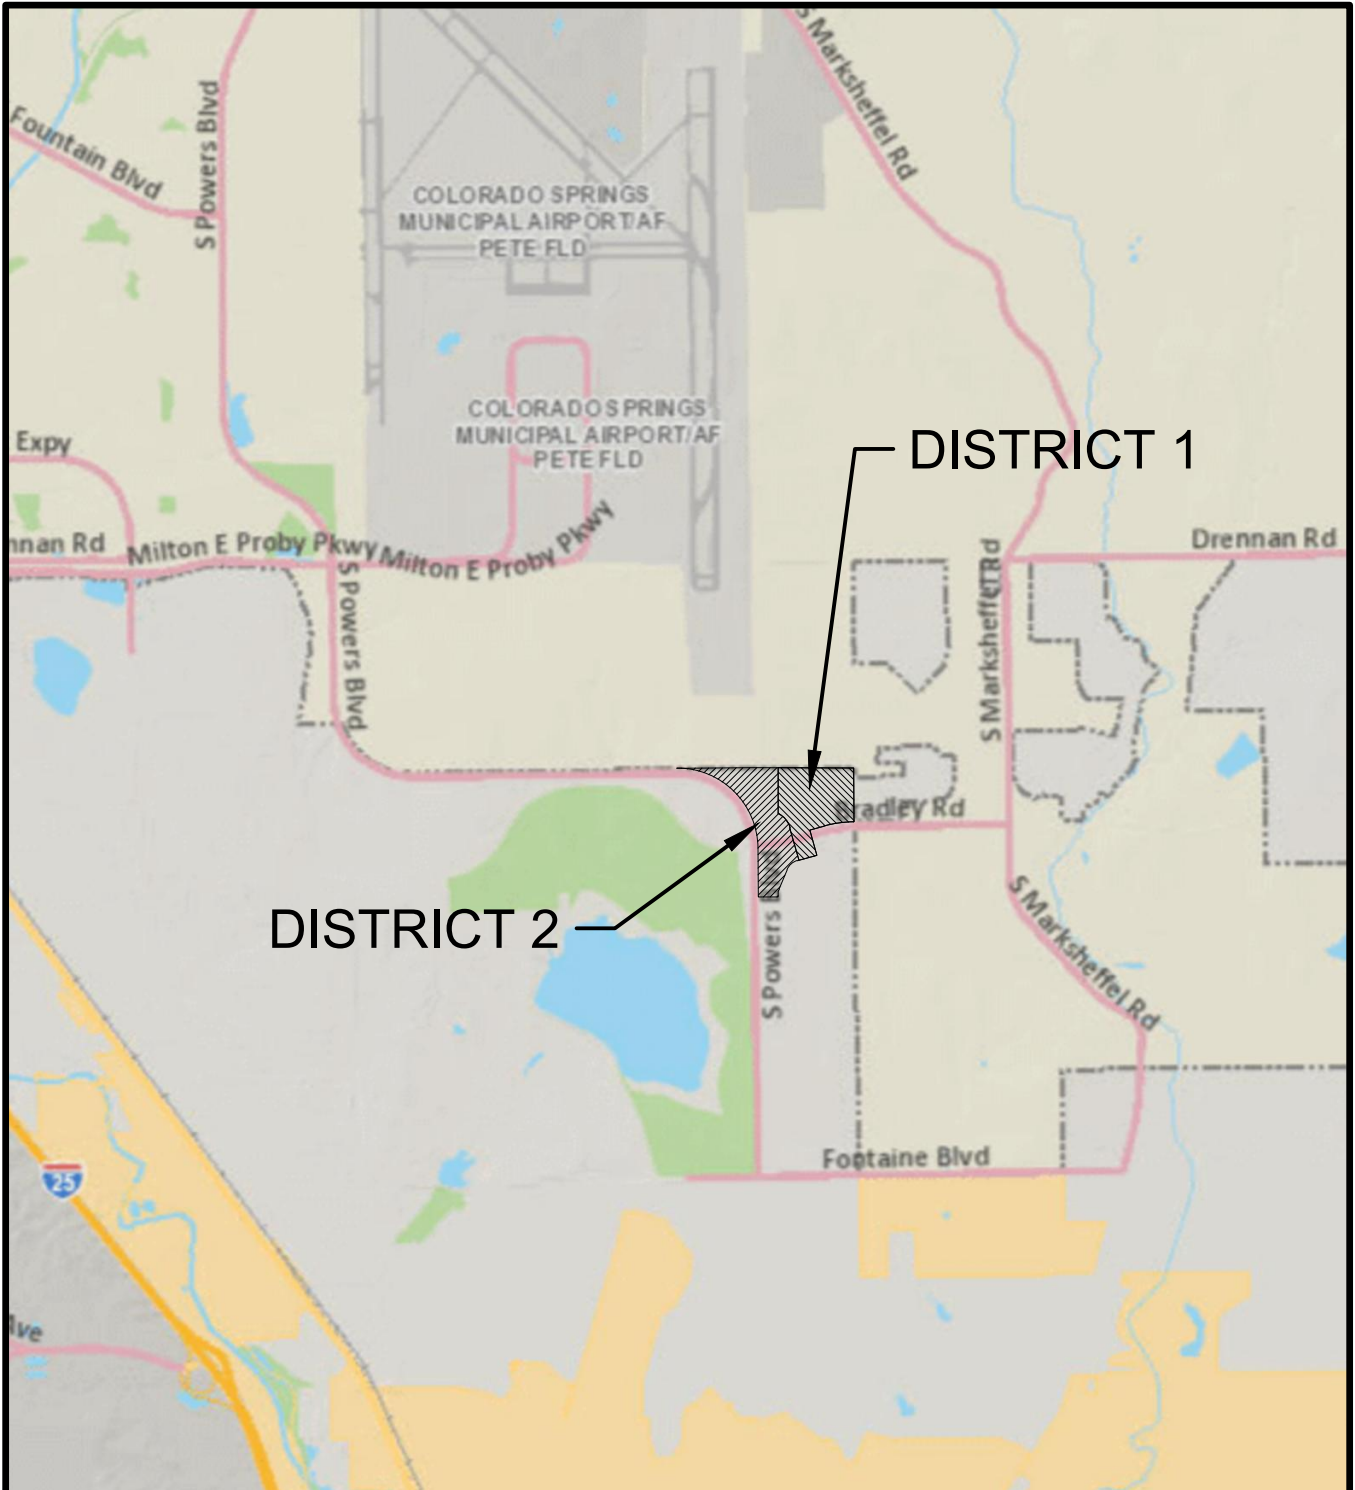 S Marksheffel Rd
S Powers Blvd
Fountain Blvd
COLORADO SPRINGS
MUNICIPAL AIRPORT/AF
PETE FLD
COLORADO SPRINGS
MUNICIPAL AIRPORT/AF
PETE FLD
DISTRICT 1
Expy
nnan Rd
Milton E Proby Pkwy
Milton E Proby Pkwy
Drennan Rd
S Powers Blvd
S Marksheffel Rd
Bradley Rd
DISTRICT 2
S Powers
S Marksheffel Rd
Fontaine Blvd
25
Ave